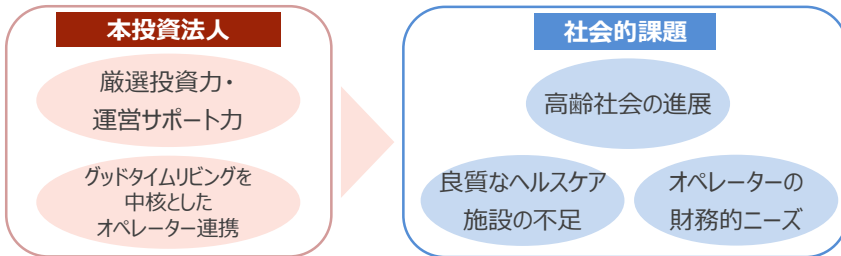 本投資法人
厳選投資力・
運営サポート力
グッドタイムリビングを
中核とした
オペレーター連携
社会的課題
高齢社会の進展
良質なヘルスケア
施設の不足
オペレーターの
財務的ニーズ